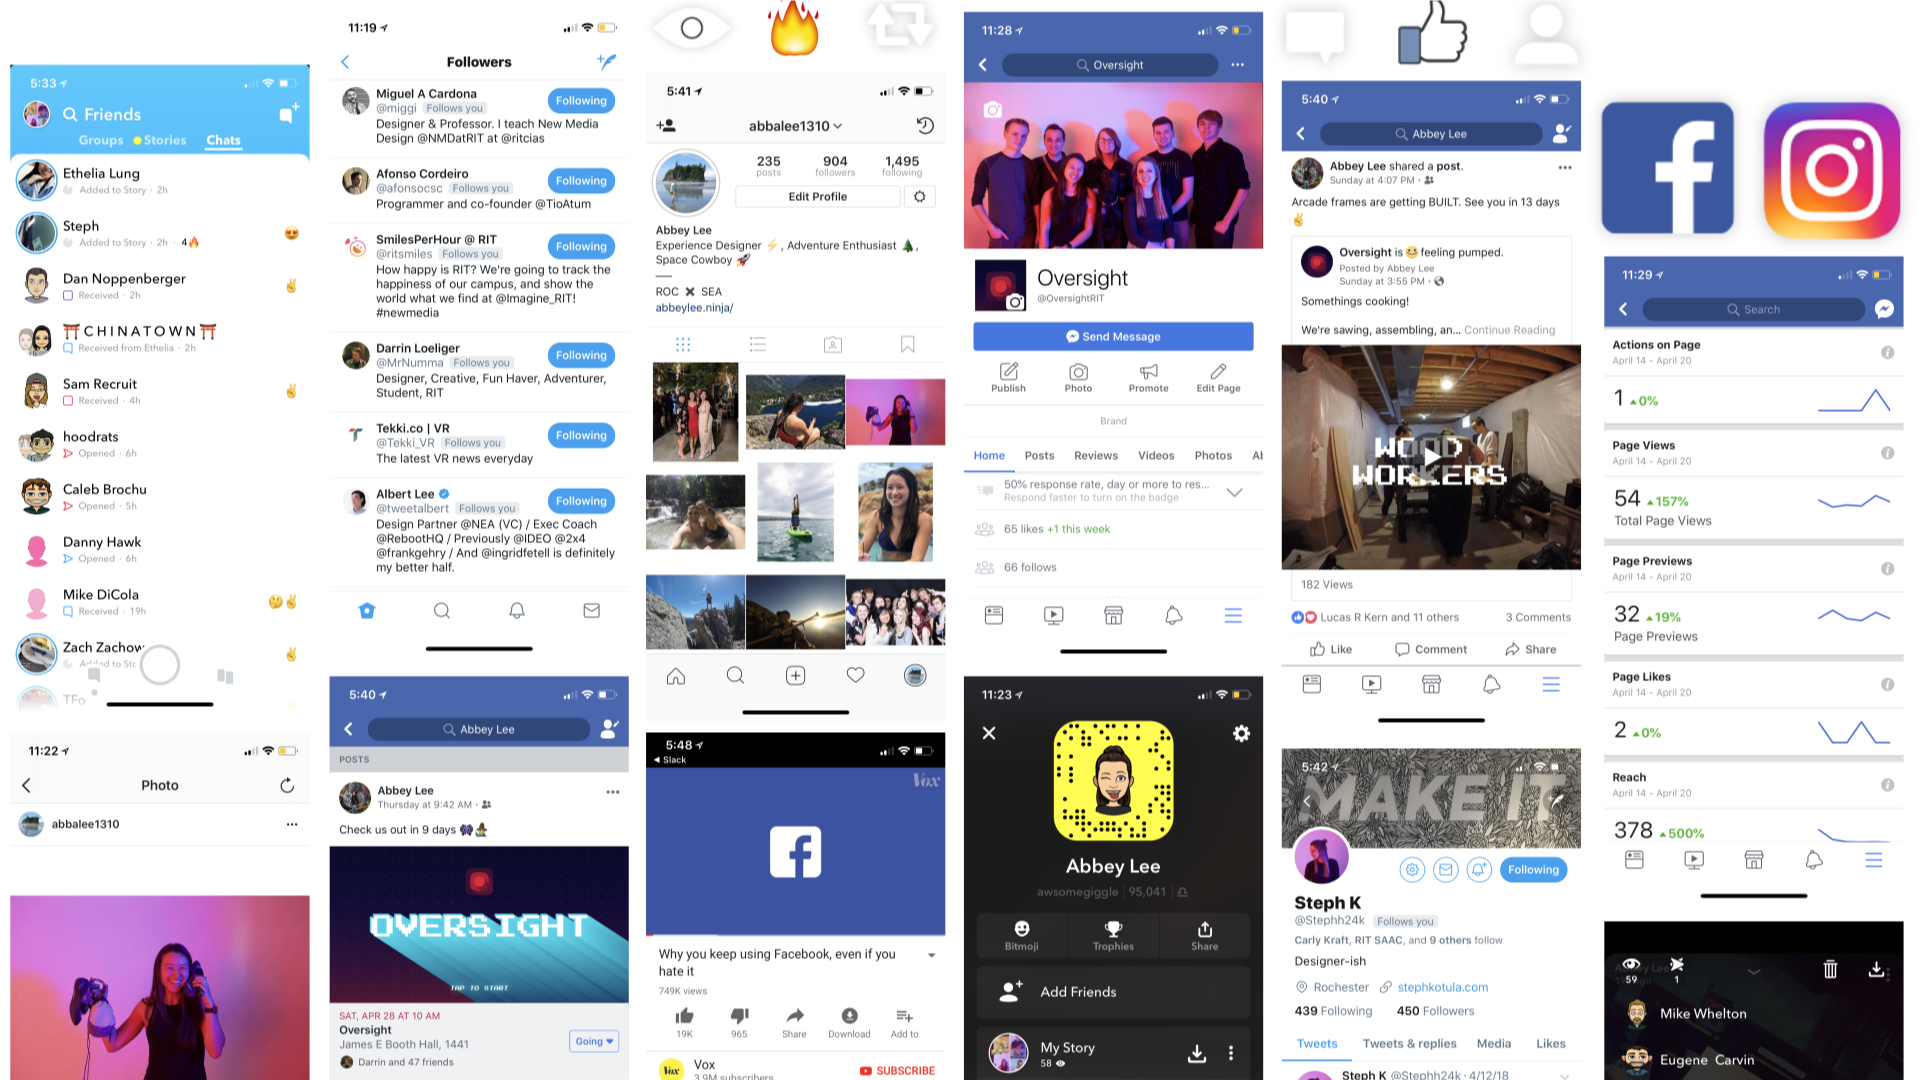 5:33
Friends
Groups
Stories
Chats
Ethelia Lung
Added to Story · 2h
Steph
Added to Story · 2h · 4🔥
Dan Noppenberger
Received · 2h
⛩️CHINATOWN⛩️
Received from Ethelia · 2h
Sam Recruit
Received · 4h
hoodrats
Opened · 6h
Caleb Brochu
Opened · 5h
Danny Hawk
Opened · 6h
Mike DiCola
Received · 19h
Zach Zachow
Added to Sto
TFo
11:22
Photo
abbalee1310
11:19
Followers
Miguel A Cardona
@miggi Follows you
Following
Designer & Professor. I teach New Media
Design @NMDatRIT at @ritcias
Afonso Cordeiro
@afonsocsc Follows you
Following
Programmer and co-founder @TioAtum
SmilesPerHour @ RIT
@ritsmiles Follows you
Following
How happy is RIT? We're going to track the
happiness of our campus, and show the
world what we find at @Imagine_RIT!
#newmedia
Darrin Loeliger
@MrNumma Follows you
Following
Designer, Creative, Fun Haver, Adventurer,
Student, RIT
Tekki.co | VR
@Tekki_VR Follows you
Following
The latest VR news everyday
Albert Lee
@tweetalbert Follows you
Following
Design Partner @NEA (VC) / Exec Coach
@RebootHQ / Previously @IDEO @2x4
@frankgehry / And @ingridfetell is definitely
my better half.
5:40
Abbey Lee
POSTS
Abbey Lee
Thursday at 9:42 AM ·
Check us out in 9 days
OVERSIGHT
TAP TO START
SAT, APR 28 AT 10 AM
Oversight
James E Booth Hall, 1441
Going
Darrin and 47 friends
5:41
abbalee1310
235 904 1,495
posts followers following
Edit Profile
Abbey Lee
Experience Designer ⚡, Adventure Enthusiast 🌲,
Space Cowboy 🚀
—
ROC ✖ SEA
abbeylee.ninja/
5:48
Slack
Vox
f
Why you keep using Facebook, even if you
hate it
749K views
19K 965 Share Download Add to
Vox
Vox
3.9M subscribers
SUBSCRIBE
11:28
Oversight
Oversight
@OversightRIT
Send Message
Publish Photo Promote Edit Page
Brand
Home Posts Reviews Videos Photos Al
50% response rate, day or more to res...
Respond faster to turn on the badge
65 likes +1 this week
66 follows
11:23
Abbey Lee
awsomegiggle | 95,041 | ♎
Bitmoji Trophies Share
Add Friends
My Story
58
5:40
Abbey Lee
Abbey Lee shared a post.
Sunday at 4:07 PM ·
Arcade frames are getting BUILT. See you in 13 days
✌
Oversight is 😆 feeling pumped.
Posted by Abbey Lee
Sunday at 3:55 PM ·
Somethings cooking!
We're sawing, assembling, an... Continue Reading
WOOD
WORKERS
182 Views
Lucas R Kern and 11 others
3 Comments
Like Comment Share
5:42
MAKE IT
Following
Steph K
@Stephh24k Follows you
Carly Kraft, RIT SAAC, and 9 others follow
Designer-ish
Rochester stephkotula.com
439 Following 450 Followers
Tweets Tweets & replies Media Likes
Steph K @Stephh24k · 4/12/18
f
11:29
Search
Actions on Page
April 14 - April 20
1 ▲0%
Page Views
April 14 - April 20
54 ▲157%
Total Page Views
Page Previews
April 14 - April 20
32 ▲19%
Page Previews
Page Likes
April 14 - April 20
2 ▲0%
Reach
April 14 - April 20
378 ▲500%
Abbey Lee
59 1
Mike Whelton
Eugene Carvin